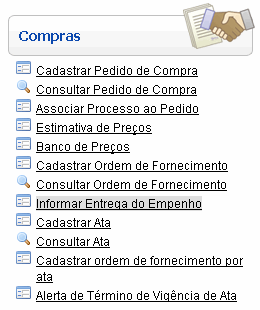 Compras
Cadastrar Pedido de Compra
Consultar Pedido de Compra
Associar Processo ao Pedido
Estimativa de Preços
Banco de Preços
Cadastrar Ordem de Fornecimento
Consultar Ordem de Fornecimento
Informar Entrega do Empenho
Cadastrar Ata
Consultar Ata
Cadastrar ordem de fornecimento por
ata
Alerta de Término de Vigência de Ata